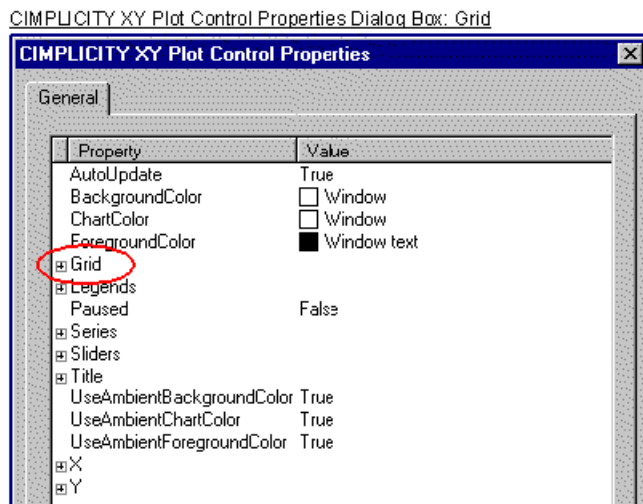 CIMPLICITY XY Plot Control Properties Dialog Box: Grid
CIMPLICITY XY Plot Control Properties
General
Property Value
AutoUpdate True
BackgroundColor Window
ChartColor Window
ForegroundColor Window text
Grid
Legends
Paused False
Series
Sliders
Title
UseAmbientBackgroundColor True
UseAmbientChartColor True
UseAmbientForegroundColor True
X
Y